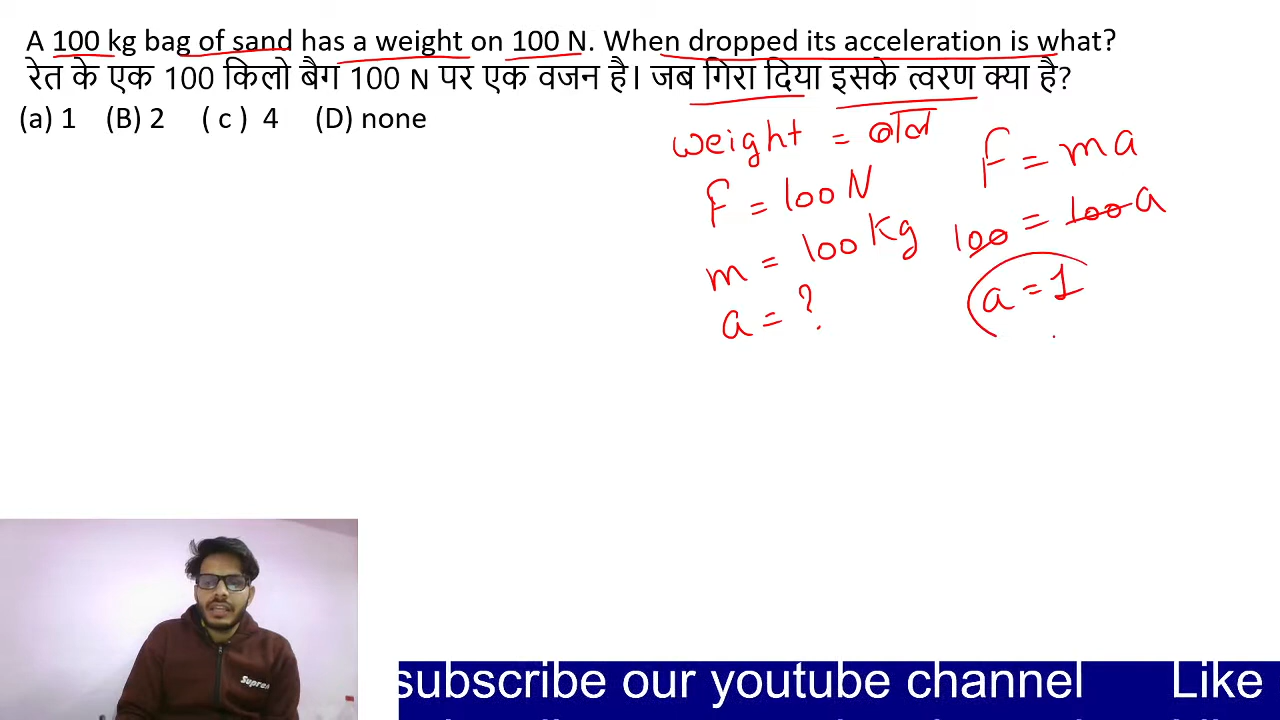 A 100 kg bag of sand has a weight on 100 N. When dropped its acceleration is what?
रेत के एक 100 किलो बैग 100 N पर एक वजन है। जब गिरा दिया इसके त्वरण क्या है?
(a) 1 (B) 2 ( c ) 4 (D) none
weight = बल
F = 100 N
m = 100 Kg
a = ?
F = ma
100 = 100 a
a = 1
Supreme
subscribe our youtube channel Like